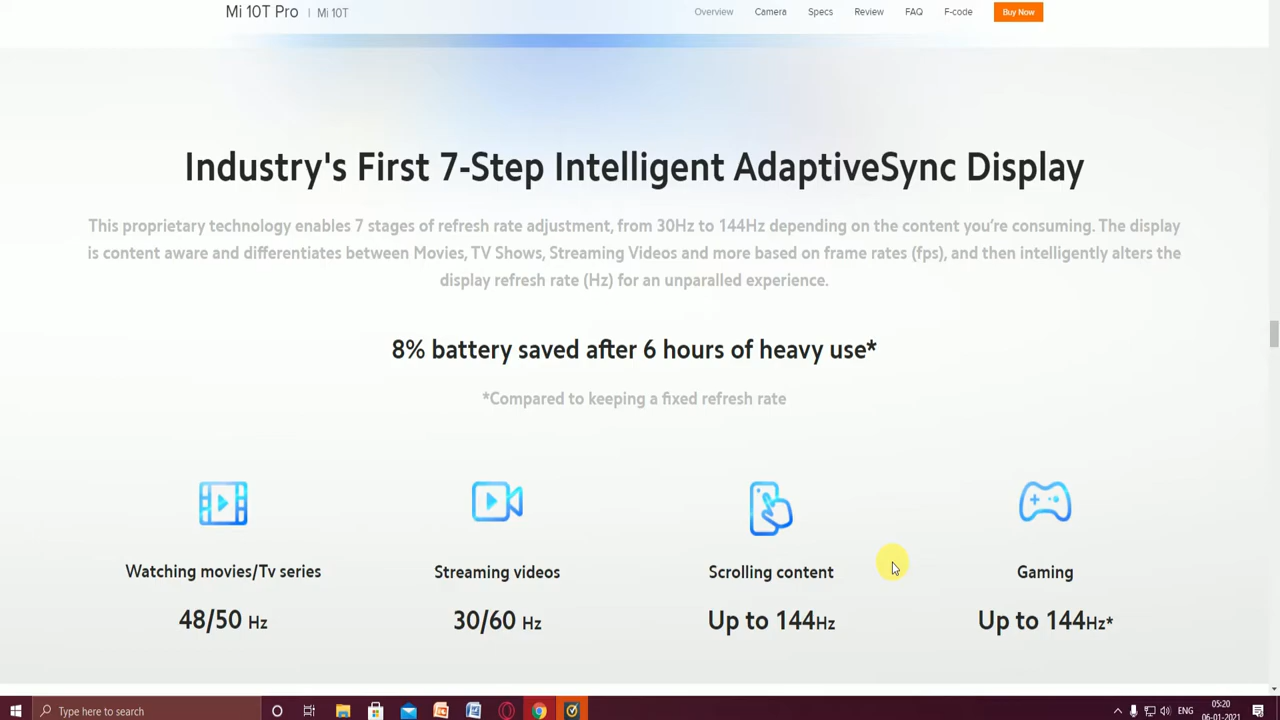 Mi 10T Pro | Mi 10T
Overview Camera Specs Review FAQ F-code Buy Now
Industry's First 7-Step Intelligent AdaptiveSync Display
This proprietary technology enables 7 stages of refresh rate adjustment, from 30Hz to 144Hz depending on the content you're consuming. The display
is content aware and differentiates between Movies, TV Shows, Streaming Videos and more based on frame rates (fps), and then intelligently alters the
display refresh rate (Hz) for an unparalled experience.
8% battery saved after 6 hours of heavy use*
*Compared to keeping a fixed refresh rate
Watching movies/Tv series Streaming videos Scrolling content Gaming
48/50 Hz 30/60 Hz Up to 144Hz Up to 144Hz*
Type here to search
ENG
05:20
06-01-2021